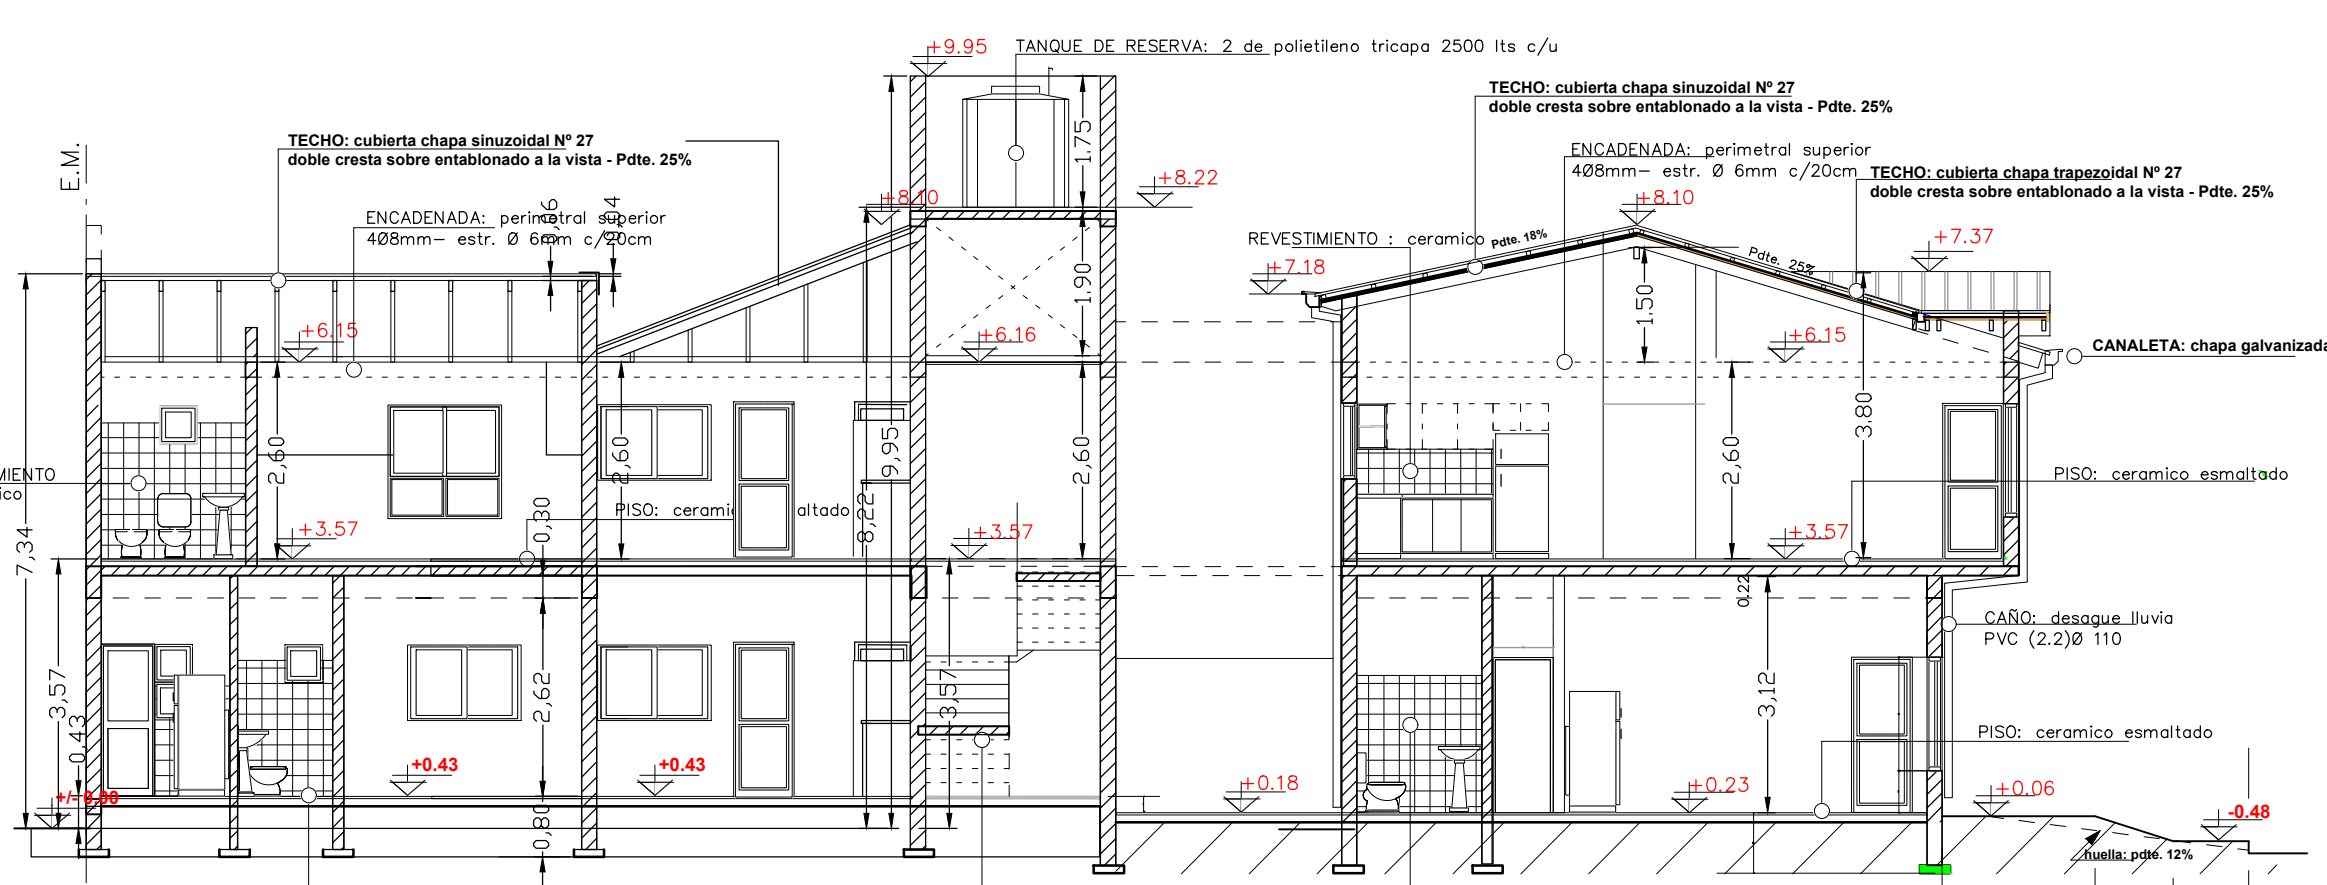 +9.95
TANQUE DE RESERVA: 2 de polietileno tricapa 2500 lts c/u
TECHO: cubierta chapa sinuzoidal Nº 27
doble cresta sobre entablonado a la vista - Pdte. 25%
E.M.
TECHO: cubierta chapa sinuzoidal Nº 27
doble cresta sobre entablonado a la vista - Pdte. 25%
1.75
ENCADENADA: perimetral superior
4Ø8mm- estr. Ø 6mm c/20cm
TECHO: cubierta chapa trapezoidal Nº 27
doble cresta sobre entablonado a la vista - Pdte. 25%
+8.22
+8.10
+8.10
ENCADENADA: perimetral superior
4Ø8mm- estr. Ø 6mm c/20cm
REVESTIMIENTO : ceramico
Pdte. 18%
Pdte. 25%
+7.37
+7.18
1.90
1.50
+6.15
+6.16
+6.15
CANALETA: chapa galvanizada
3.80
2,60
2,60
9,95
2,60
2,60
MIENTO
ico
PISO: ceramico esmaltado
0,30
PISO: cerami
altado
8,22
7,34
+3.57
+3.57
+3.57
0.22
CAÑO: desague lluvia
PVC (2.2)Ø 110
3,57
2,62
3,57
3,12
0,43
PISO: ceramico esmaltado
+0.43
+0.43
+0.18
+0.23
+0.06
+/- 0.00
0,80
-0.48
huella: pdte. 12%